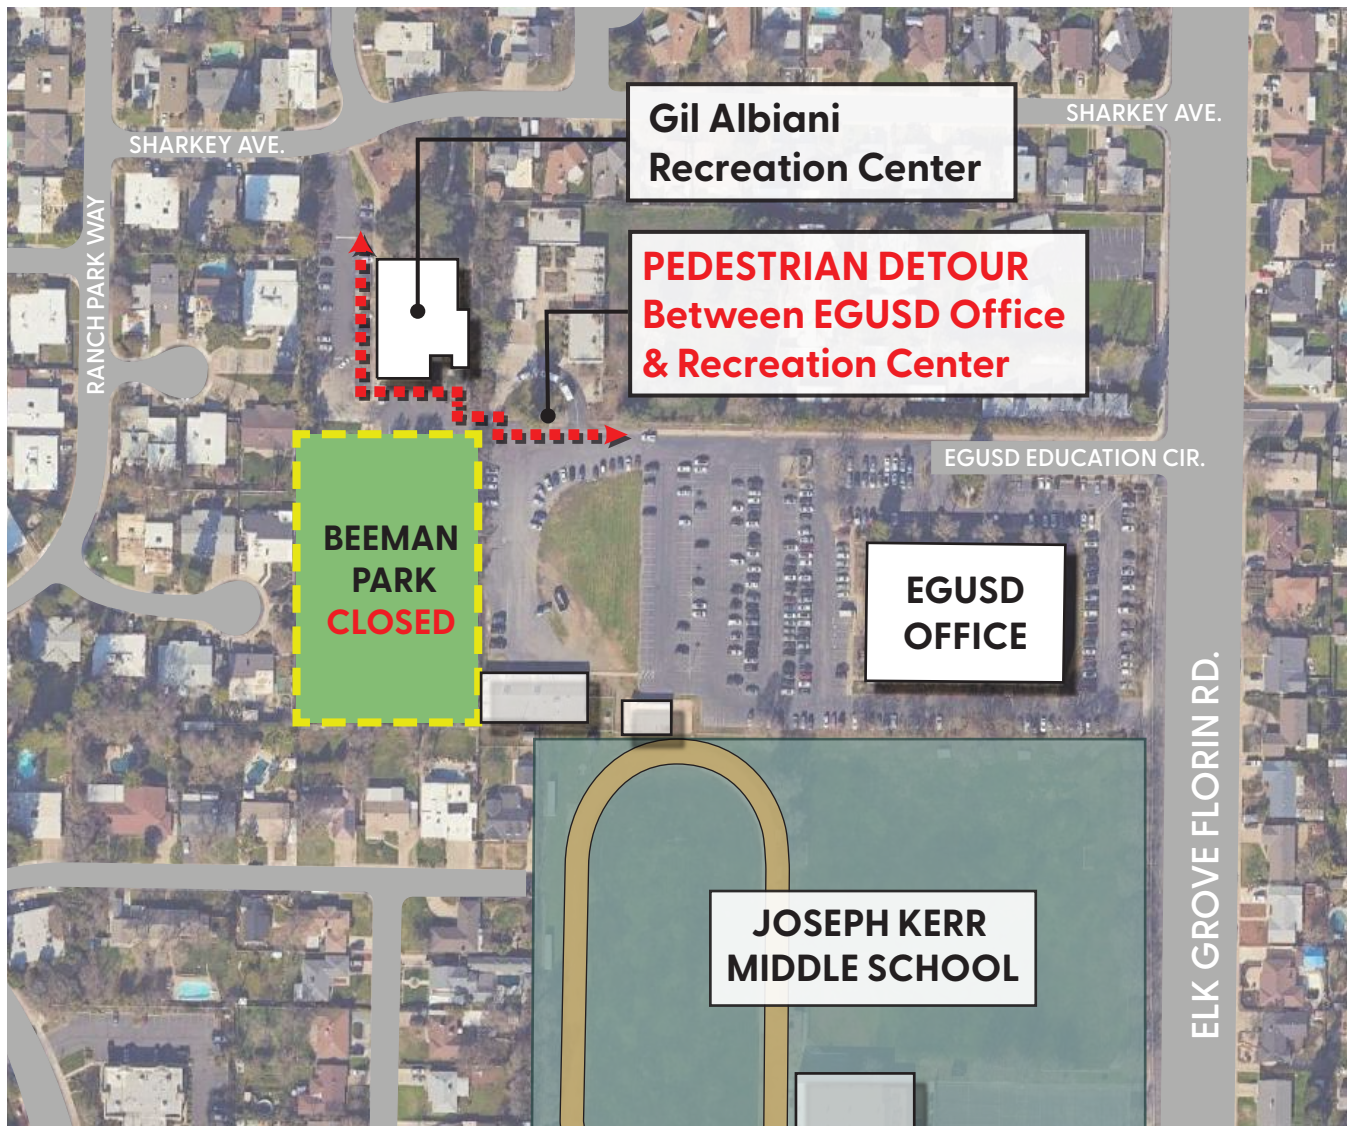 Gil Albiani
Recreation Center
SHARKEY AVE.
SHARKEY AVE.
RANCH PARK WAY
PEDESTRIAN DETOUR
Between EGUSD Office
& Recreation Center
EGUSD EDUCATION CIR.
BEEMAN
PARK
CLOSED
EGUSD
OFFICE
ELK GROVE FLORIN RD.
JOSEPH KERR
MIDDLE SCHOOL